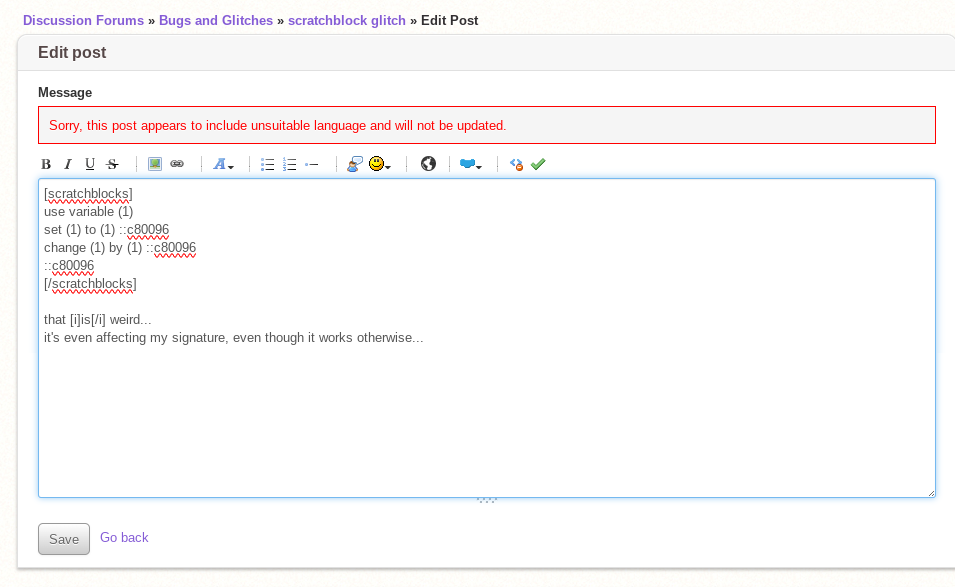 Discussion Forums » Bugs and Glitches » scratchblock glitch » Edit Post
Edit post
Message
Sorry, this post appears to include unsuitable language and will not be updated.
B I U S A
[scratchblocks]
use variable (1)
set (1) to (1) ::c80096
change (1) by (1) ::c80096
::c80096
[/scratchblocks]
that [i]is[/i] weird...
it's even affecting my signature, even though it works otherwise...
Save Go back